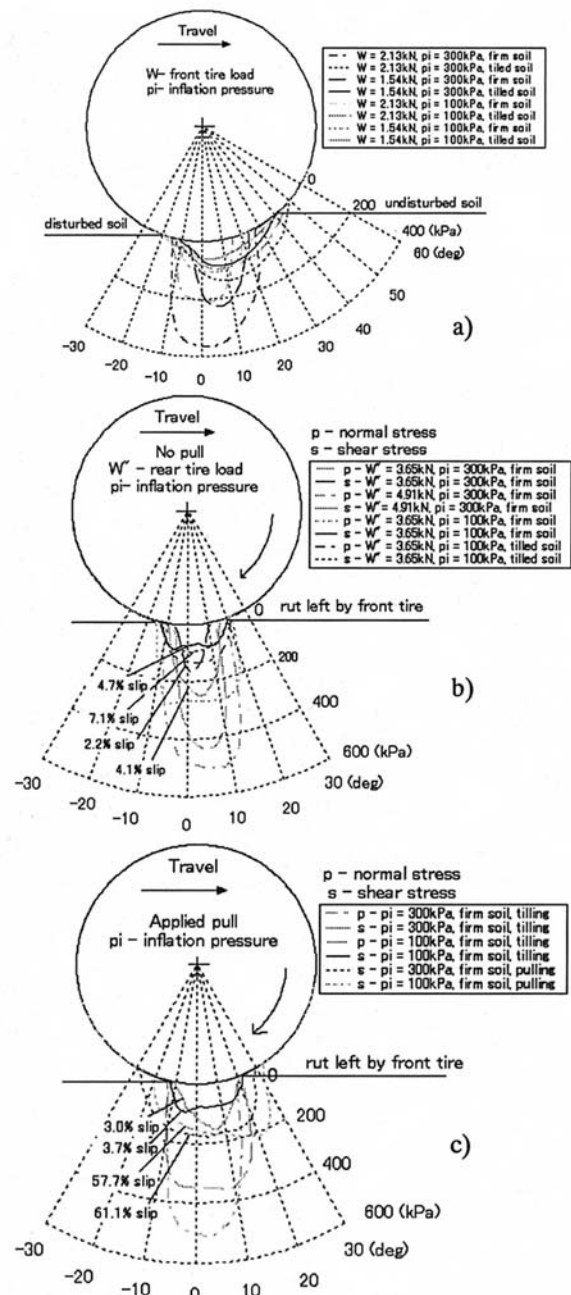 Travel
W- front tire load
pi- inflation pressure
W = 2.13kN, pi = 300kPa, firm soil
W = 2.13kN, pi = 300kPa, tilled soil
W = 1.54kN, pi = 300kPa, firm soil
W = 1.54kN, pi = 300kPa, tilled soil
W = 2.13kN, pi = 100kPa, firm soil
W = 2.13kN, pi = 100kPa, tilled soil
W = 1.54kN, pi = 100kPa, firm soil
W = 1.54kN, pi = 100kPa, tilled soil
0
200
undisturbed soil
disturbed soil
400 (kPa)
60 (deg)
50
40
30
20
10
0
-10
-20
-30
a)
Travel
No pull
W" - rear tire load
pi- inflation pressure
p - normal stress
s - shear stress
p - W" = 3.65kN, pi = 300kPa, firm soil
s - W" = 3.65kN, pi = 300kPa, firm soil
p - W" = 4.91kN, pi = 300kPa, firm soil
s - W" = 4.91kN, pi = 300kPa, firm soil
p - W" = 3.65kN, pi = 100kPa, firm soil
s - W" = 3.65kN, pi = 100kPa, firm soil
p - W" = 3.65kN, pi = 100kPa, tilled soil
s - W" = 3.65kN, pi = 100kPa, tilled soil
0
rut left by front tire
200
4.7% slip
7.1% slip
2.2% slip
4.1% slip
400
600 (kPa)
30 (deg)
20
10
0
-10
-20
-30
b)
Travel
Applied pull
pi - inflation pressure
p - normal stress
s - shear stress
p - pi = 300kPa, firm soil, tilling
s - pi = 300kPa, firm soil, tilling
p - pi = 100kPa, firm soil, tilling
s - pi = 100kPa, firm soil, tilling
s - pi = 300kPa, firm soil, pulling
s - pi = 100kPa, firm soil, pulling
0
rut left by front tire
200
3.0% slip
3.7% slip
57.7% slip
61.1% slip
400
600 (kPa)
30 (deg)
20
10
0
-10
-20
-30
c)